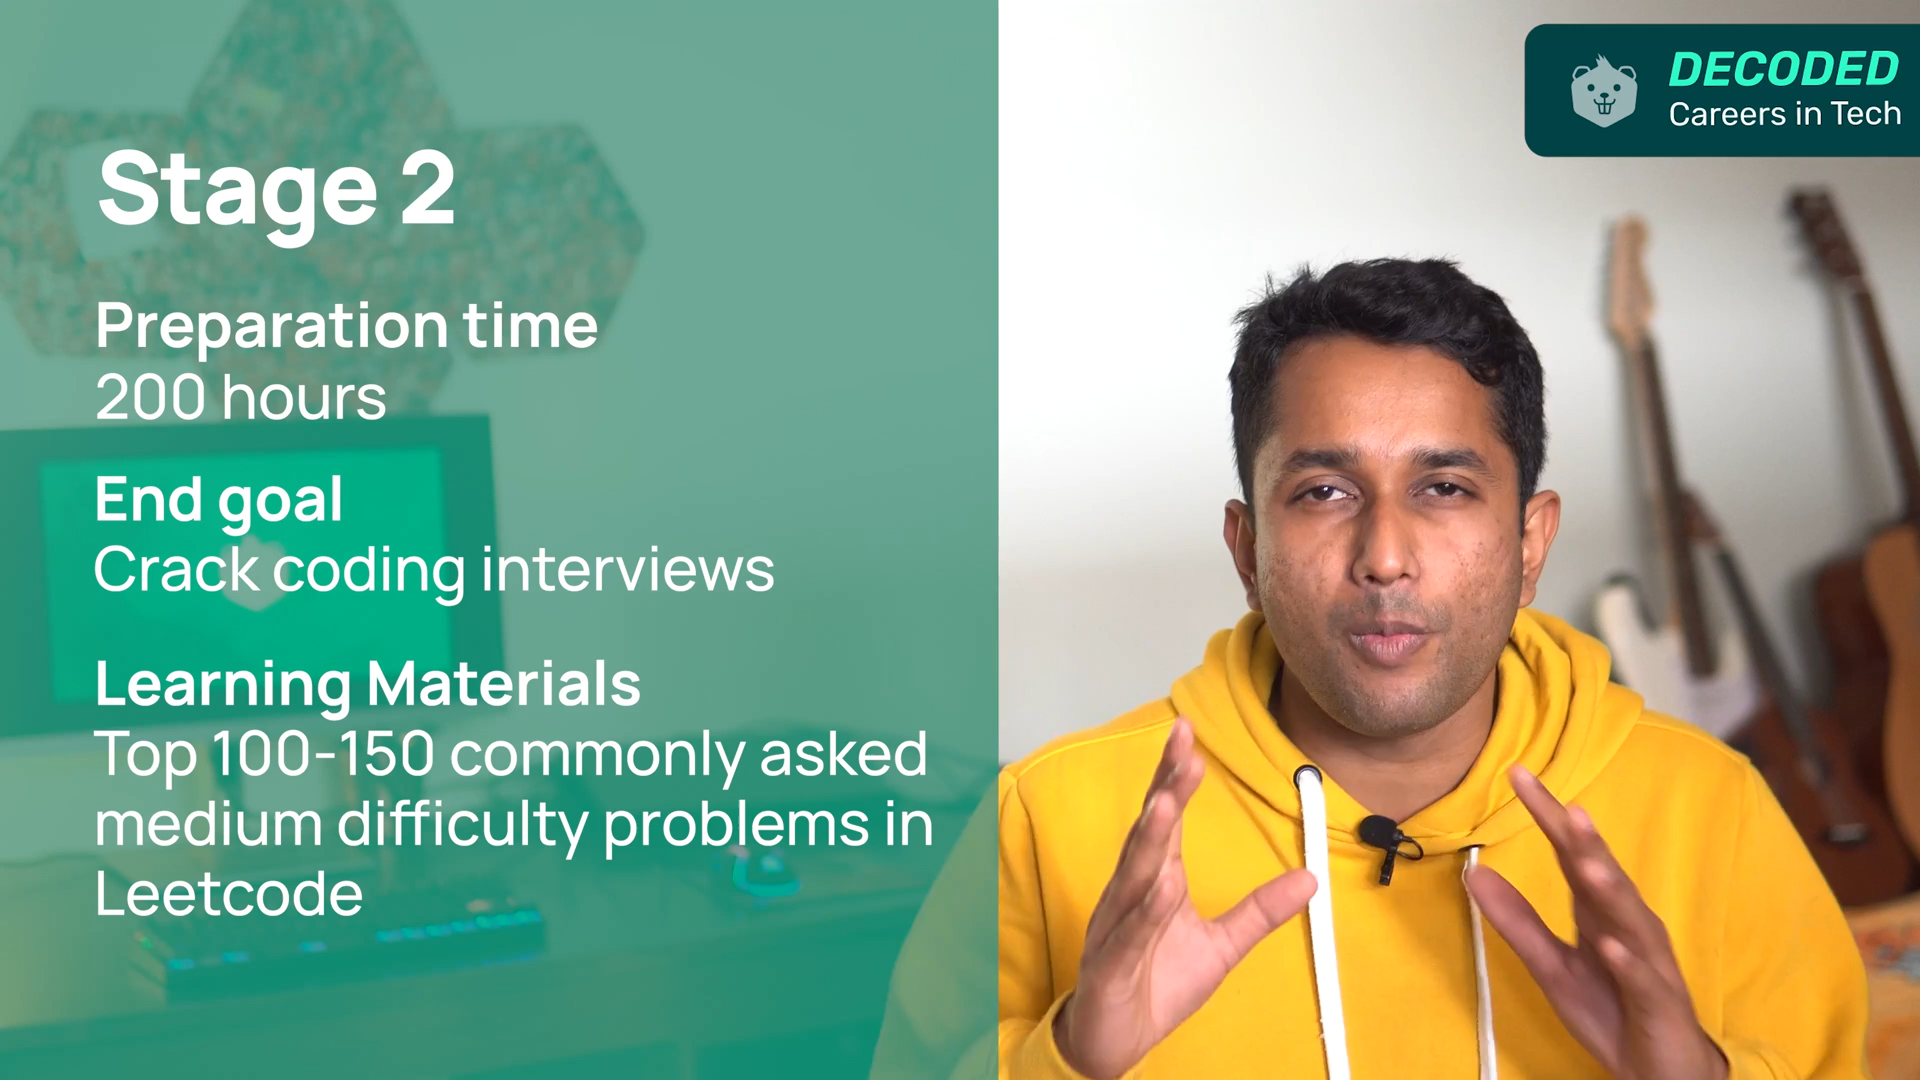 Stage 2
Preparation time
200 hours
End goal
Crack coding interviews
Learning Materials
Top 100-150 commonly asked
medium difficulty problems in
Leetcode
DECODED
Careers in Tech